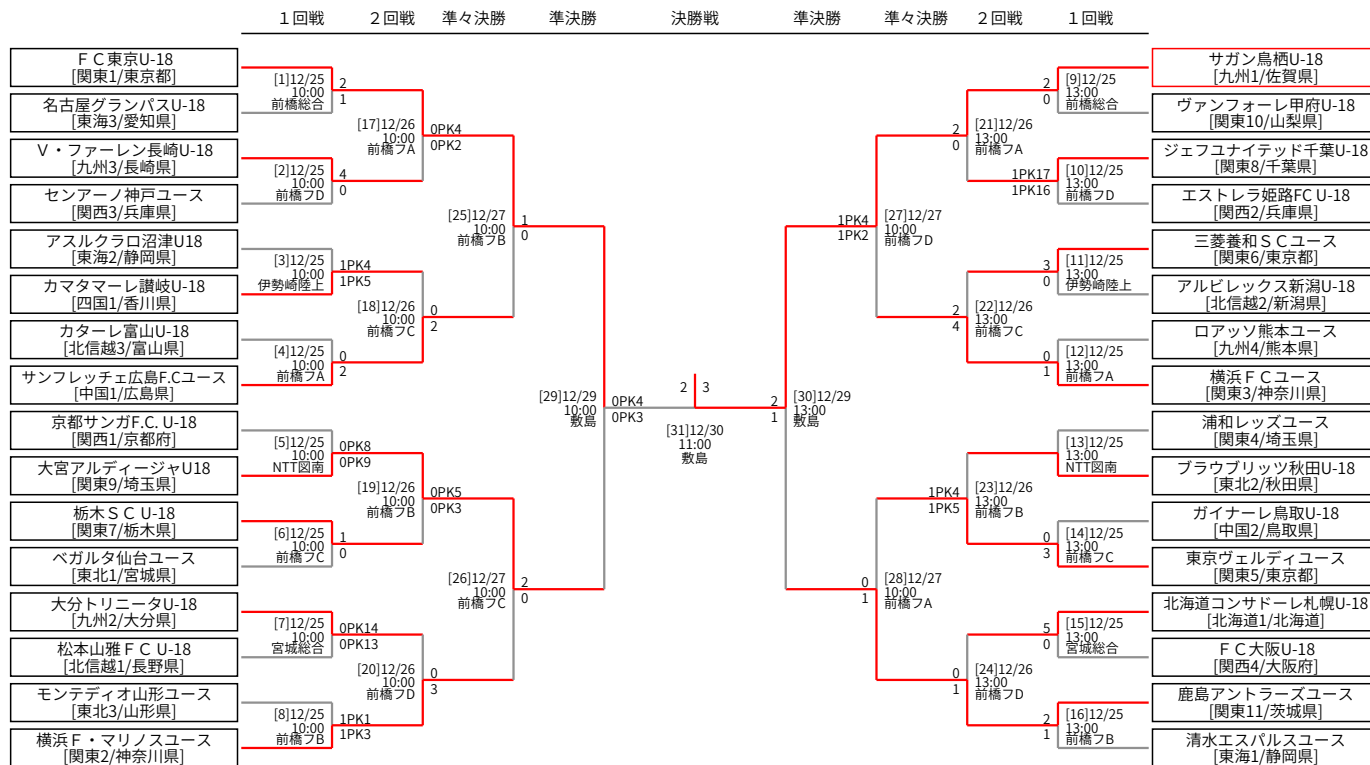 １回戦
２回戦
準々決勝
準決勝
決勝戦
準決勝
準々決勝
２回戦
１回戦
ＦＣ東京U-18
[関東1/東京都]
名古屋グランパスU-18
[東海3/愛知県]
Ｖ・ファーレン長崎U-18
[九州3/長崎県]
センアーノ神戸ユース
[関西3/兵庫県]
アスルクラロ沼津U18
[東海2/静岡県]
カマタマーレ讃岐U-18
[四国1/香川県]
カターレ富山U-18
[北信越3/富山県]
サンフレッチェ広島F.Cユース
[中国1/広島県]
京都サンガF.C. U-18
[関西1/京都府]
大宮アルディージャU18
[関東9/埼玉県]
栃木ＳＣ U-18
[関東7/栃木県]
ベガルタ仙台ユース
[東北1/宮城県]
大分トリニータU-18
[九州2/大分県]
松本山雅ＦＣ U-18
[北信越1/長野県]
モンテディオ山形ユース
[東北3/山形県]
横浜Ｆ・マリノスユース
[関東2/神奈川県]
[1]12/25
10:00
前橋総合
2
1
[2]12/25
10:00
前橋フD
4
0
[3]12/25
10:00
伊勢崎陸上
1PK4
1PK5
[4]12/25
10:00
前橋フA
0
2
[5]12/25
10:00
NTT図南
0PK8
0PK9
[6]12/25
10:00
前橋フC
1
0
[7]12/25
10:00
宮城総合
0PK14
0PK13
[8]12/25
10:00
前橋フB
1PK1
1PK3
[17]12/26
10:00
前橋フA
0PK4
0PK2
[18]12/26
10:00
前橋フC
0
2
[19]12/26
10:00
前橋フB
0PK5
0PK3
[20]12/26
10:00
前橋フD
0
3
[25]12/27
10:00
前橋フB
1
0
[26]12/27
10:00
前橋フC
2
0
[29]12/29
10:00
敷島
0PK4
0PK3
2
3
[31]12/30
11:00
敷島
2
1
[30]12/29
13:00
敷島
1PK4
1PK2
[27]12/27
10:00
前橋フD
0
1
[28]12/27
10:00
前橋フA
2
0
[21]12/26
13:00
前橋フA
2
4
[22]12/26
13:00
前橋フC
1PK4
1PK5
[23]12/26
13:00
前橋フB
0
1
[24]12/26
13:00
前橋フD
2
0
[9]12/25
13:00
前橋総合
1PK17
1PK16
[10]12/25
13:00
前橋フD
3
0
[11]12/25
13:00
伊勢崎陸上
0
1
[12]12/25
13:00
前橋フA
[13]12/25
13:00
NTT図南
0
3
[14]12/25
13:00
前橋フC
5
0
[15]12/25
13:00
宮城総合
2
1
[16]12/25
13:00
前橋フB
サガン鳥栖U-18
[九州1/佐賀県]
ヴァンフォーレ甲府U-18
[関東10/山梨県]
ジェフユナイテッド千葉U-18
[関東8/千葉県]
エストレラ姫路FC U-18
[関西2/兵庫県]
三菱養和ＳＣユース
[関東6/東京都]
アルビレックス新潟U-18
[北信越2/新潟県]
ロアッソ熊本ユース
[九州4/熊本県]
横浜ＦＣユース
[関東3/神奈川県]
浦和レッズユース
[関東4/埼玉県]
ブラウブリッツ秋田U-18
[東北2/秋田県]
ガイナーレ鳥取U-18
[中国2/鳥取県]
東京ヴェルディユース
[関東5/東京都]
北海道コンサドーレ札幌U-18
[北海道1/北海道]
ＦＣ大阪U-18
[関西4/大阪府]
鹿島アントラーズユース
[関東11/茨城県]
清水エスパルスユース
[東海1/静岡県]